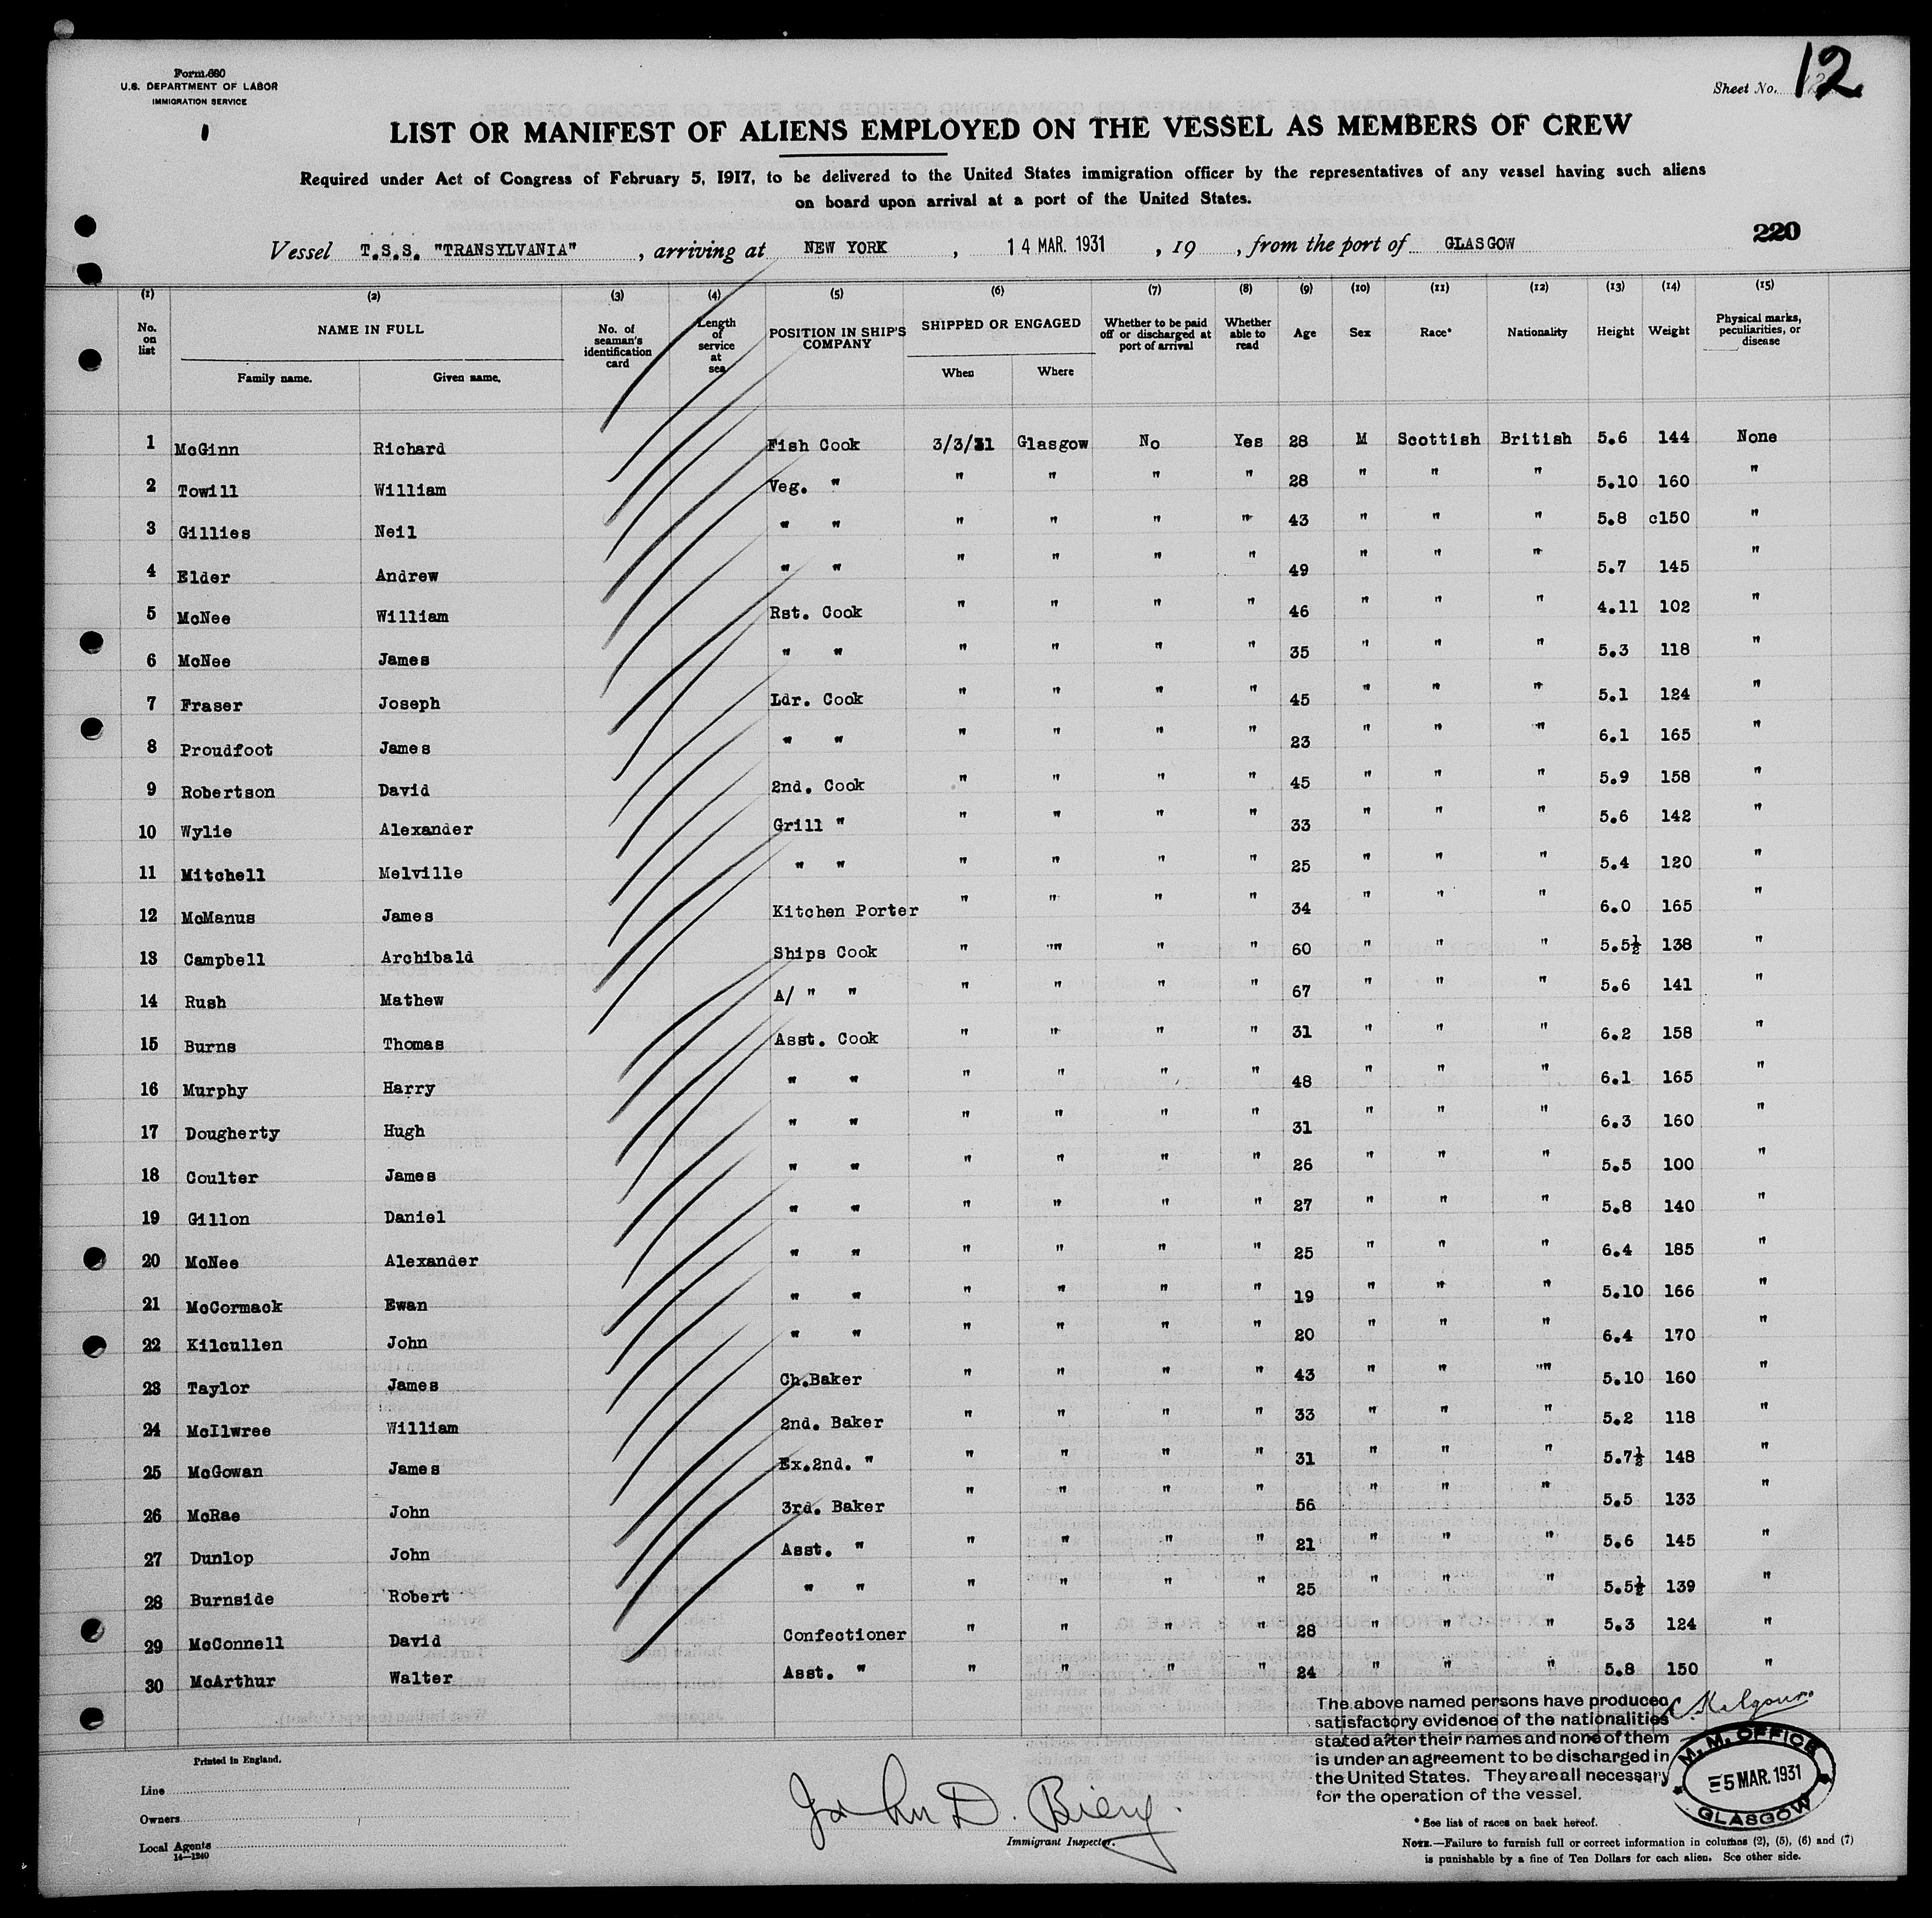 Form 680
U.S. DEPARTMENT OF LABOR
IMMIGRATION SERVICE
Sheet No. 12
LIST OR MANIFEST OF ALIENS EMPLOYED ON THE VESSEL AS MEMBERS OF CREW
Required under Act of Congress of February 5, 1917, to be delivered to the United States immigration officer by the representatives of any vessel having such aliens
on board upon arrival at a port of the United States.
220
Vessel T.S.S. "TRANSYLVANIA", arriving at NEW YORK, 14 MAR. 1931, 19, from the port of GLASGOW
(1) (2) (3) (4) (5) (6) (7) (8) (9) (10) (11) (12) (13) (14) (15)
No. on list NAME IN FULL Family name. Given name. No. of seaman's identification card Length of service at sea POSITION IN SHIP'S COMPANY SHIPPED OR ENGAGED When Where Whether to be paid off or discharged at port of arrival Whether able to read Age Sex Race* Nationality Height Weight Physical marks, peculiarities, or disease
1 McGinn Richard Fish Cook 3/3/31 Glasgow No Yes 28 M Scottish British 5.6 144 None
2 Towill William Veg. " " " " " 28 " " " 5.10 160 "
3 Gillies Neil " " " " " " 43 " " " 5.8 c150 "
4 Elder Andrew " " " " " " 49 " " " 5.7 145 "
5 McNee William Rst. Cook " " " " 46 " " " 4.11 102 "
6 McNee James " " " " " " 35 " " " 5.3 118 "
7 Fraser Joseph Ldr. Cook " " " " 45 " " " 5.1 124 "
8 Proudfoot James " " " " " " 23 " " " 6.1 165 "
9 Robertson David 2nd. Cook " " " " 45 " " " 5.9 158 "
10 Wylie Alexander Grill " " " " " 33 " " " 5.6 142 "
11 Mitchell Melville " " " " " " 25 " " " 5.4 120 "
12 McManus James Kitchen Porter " " " " 34 " " " 6.0 165 "
13 Campbell Archibald Ships Cook " " " " 60 " " " 5.5½ 138 "
14 Rush Mathew A/ " " " " " " 67 " " " 5.6 141 "
15 Burns Thomas Asst. Cook " " " " 31 " " " 6.2 158 "
16 Murphy Harry " " " " " " 48 " " " 6.1 165 "
17 Dougherty Hugh " " " " " " 31 " " " 6.3 160 "
18 Coulter James " " " " " " 26 " " " 5.5 100 "
19 Gillon Daniel " " " " " " 27 " " " 5.8 140 "
20 McNee Alexander " " " " " " 25 " " " 6.4 185 "
21 McCormack Ewan " " " " " " 19 " " " 5.10 166 "
22 Kilcullen John " " " " " " 20 " " " 6.4 170 "
23 Taylor James Ch.Baker " " " " 43 " " " 5.10 160 "
24 McIlwree William 2nd. Baker " " " " 33 " " " 5.2 118 "
25 McGowan James Ex.2nd. " " " " " 31 " " " 5.7½ 148 "
26 McRae John 3rd. Baker " " " " 56 " " " 5.5 133 "
27 Dunlop John Asst. " " " " " 21 " " " 5.6 145 "
28 Burnside Robert " " " " " " 25 " " " 5.5½ 139 "
29 McConnell David Confectioner " " " " 28 " " " 5.3 124 "
30 McArthur Walter Asst. " " " " " 24 " " " 5.8 150 "
The above named persons have produced
satisfactory evidence of the nationalities
stated after their names and none of them
is under an agreement to be discharged in
the United States. They are all necessary
for the operation of the vessel.
M. M. OFFICE
5 MAR. 1931
GLASGOW
Printed in England.
Line
Owners
Local Agents
14—1240
John D. Bieny.
Immigrant Inspector.
* See list of races on back hereof.
NOTE.—Failure to furnish full or correct information in columns (2), (5), (6) and (7)
is punishable by a fine of Ten Dollars for each alien. See other side.